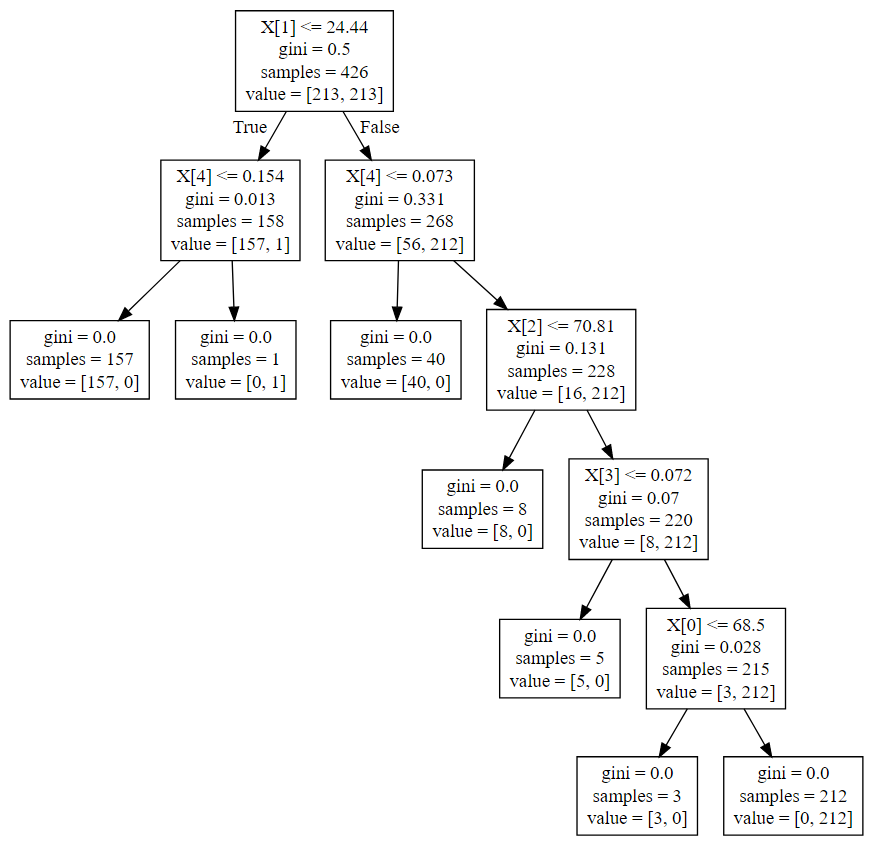 X[1] <= 24.44
gini = 0.5
samples = 426
value = [213, 213]
True
False
X[4] <= 0.154
gini = 0.013
samples = 158
value = [157, 1]
X[4] <= 0.073
gini = 0.331
samples = 268
value = [56, 212]
gini = 0.0
samples = 157
value = [157, 0]
gini = 0.0
samples = 1
value = [0, 1]
gini = 0.0
samples = 40
value = [40, 0]
X[2] <= 70.81
gini = 0.131
samples = 228
value = [16, 212]
gini = 0.0
samples = 8
value = [8, 0]
X[3] <= 0.072
gini = 0.07
samples = 220
value = [8, 212]
gini = 0.0
samples = 5
value = [5, 0]
X[0] <= 68.5
gini = 0.028
samples = 215
value = [3, 212]
gini = 0.0
samples = 3
value = [3, 0]
gini = 0.0
samples = 212
value = [0, 212]